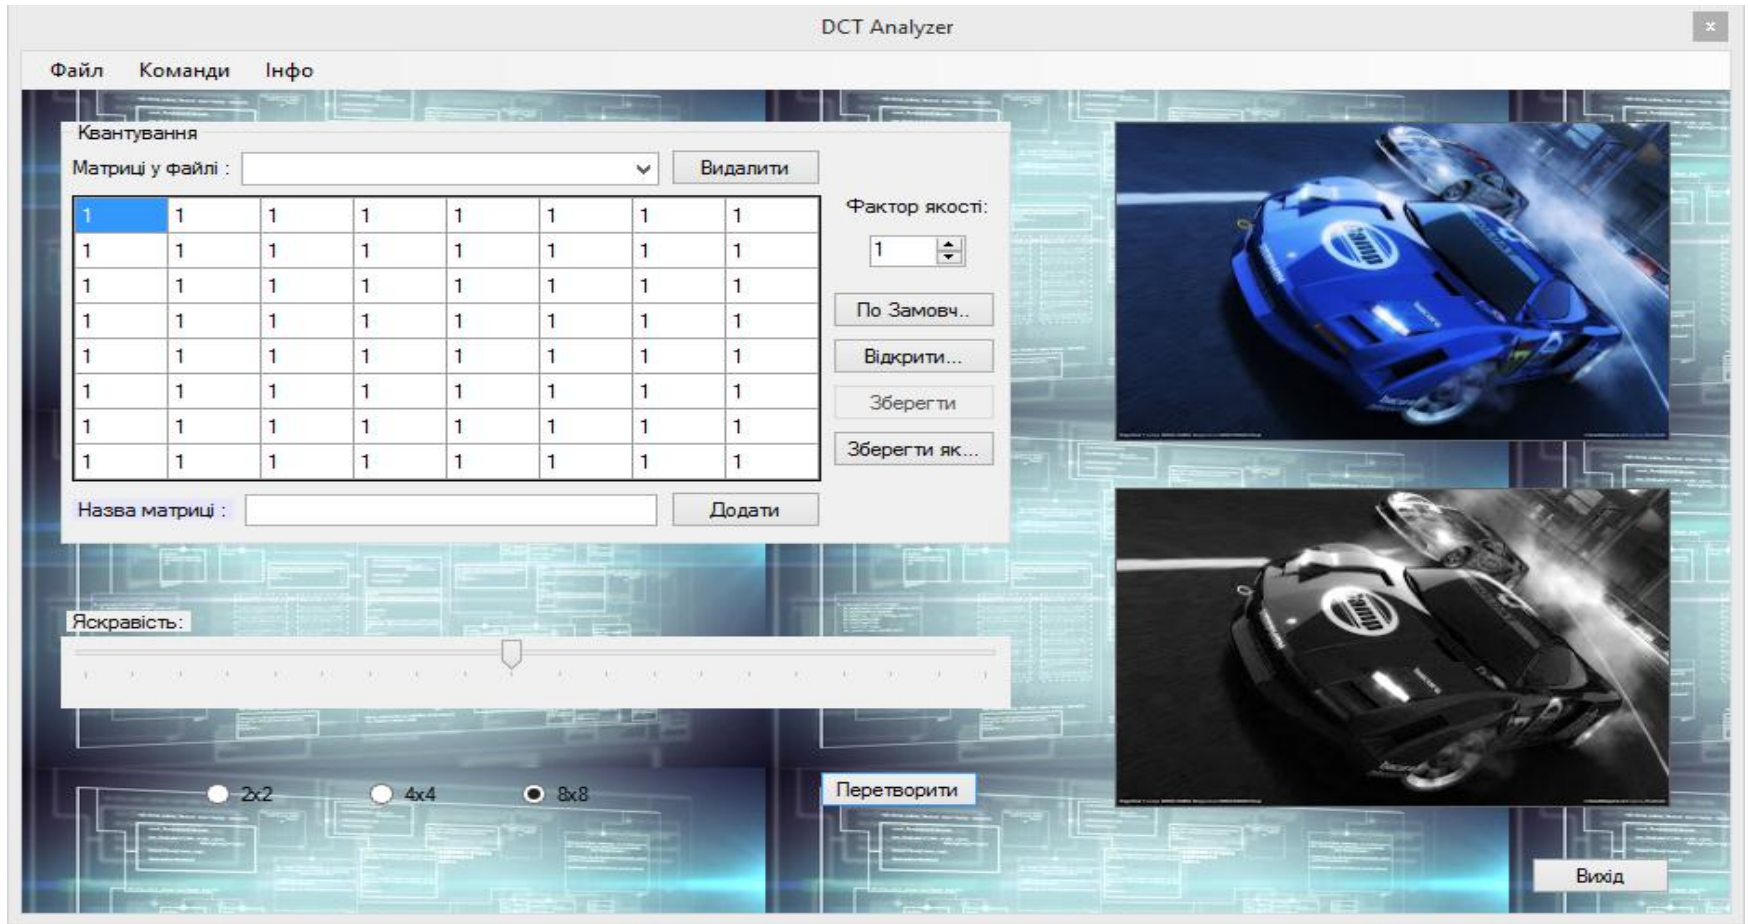 DCT Analyzer
x
Файл Команди Інфо
Квантування
Матриці у файлі : Видалити
1 1 1 1 1 1 1 1
1 1 1 1 1 1 1 1
1 1 1 1 1 1 1 1
1 1 1 1 1 1 1 1
1 1 1 1 1 1 1 1
1 1 1 1 1 1 1 1
1 1 1 1 1 1 1 1
1 1 1 1 1 1 1 1
Фактор якості:
1
По Замовч..
Відкрити...
Зберегти
Зберегти як...
Назва матриці : Додати
Яскравість:
2x2 4x4 8x8
Перетворити
Вихід